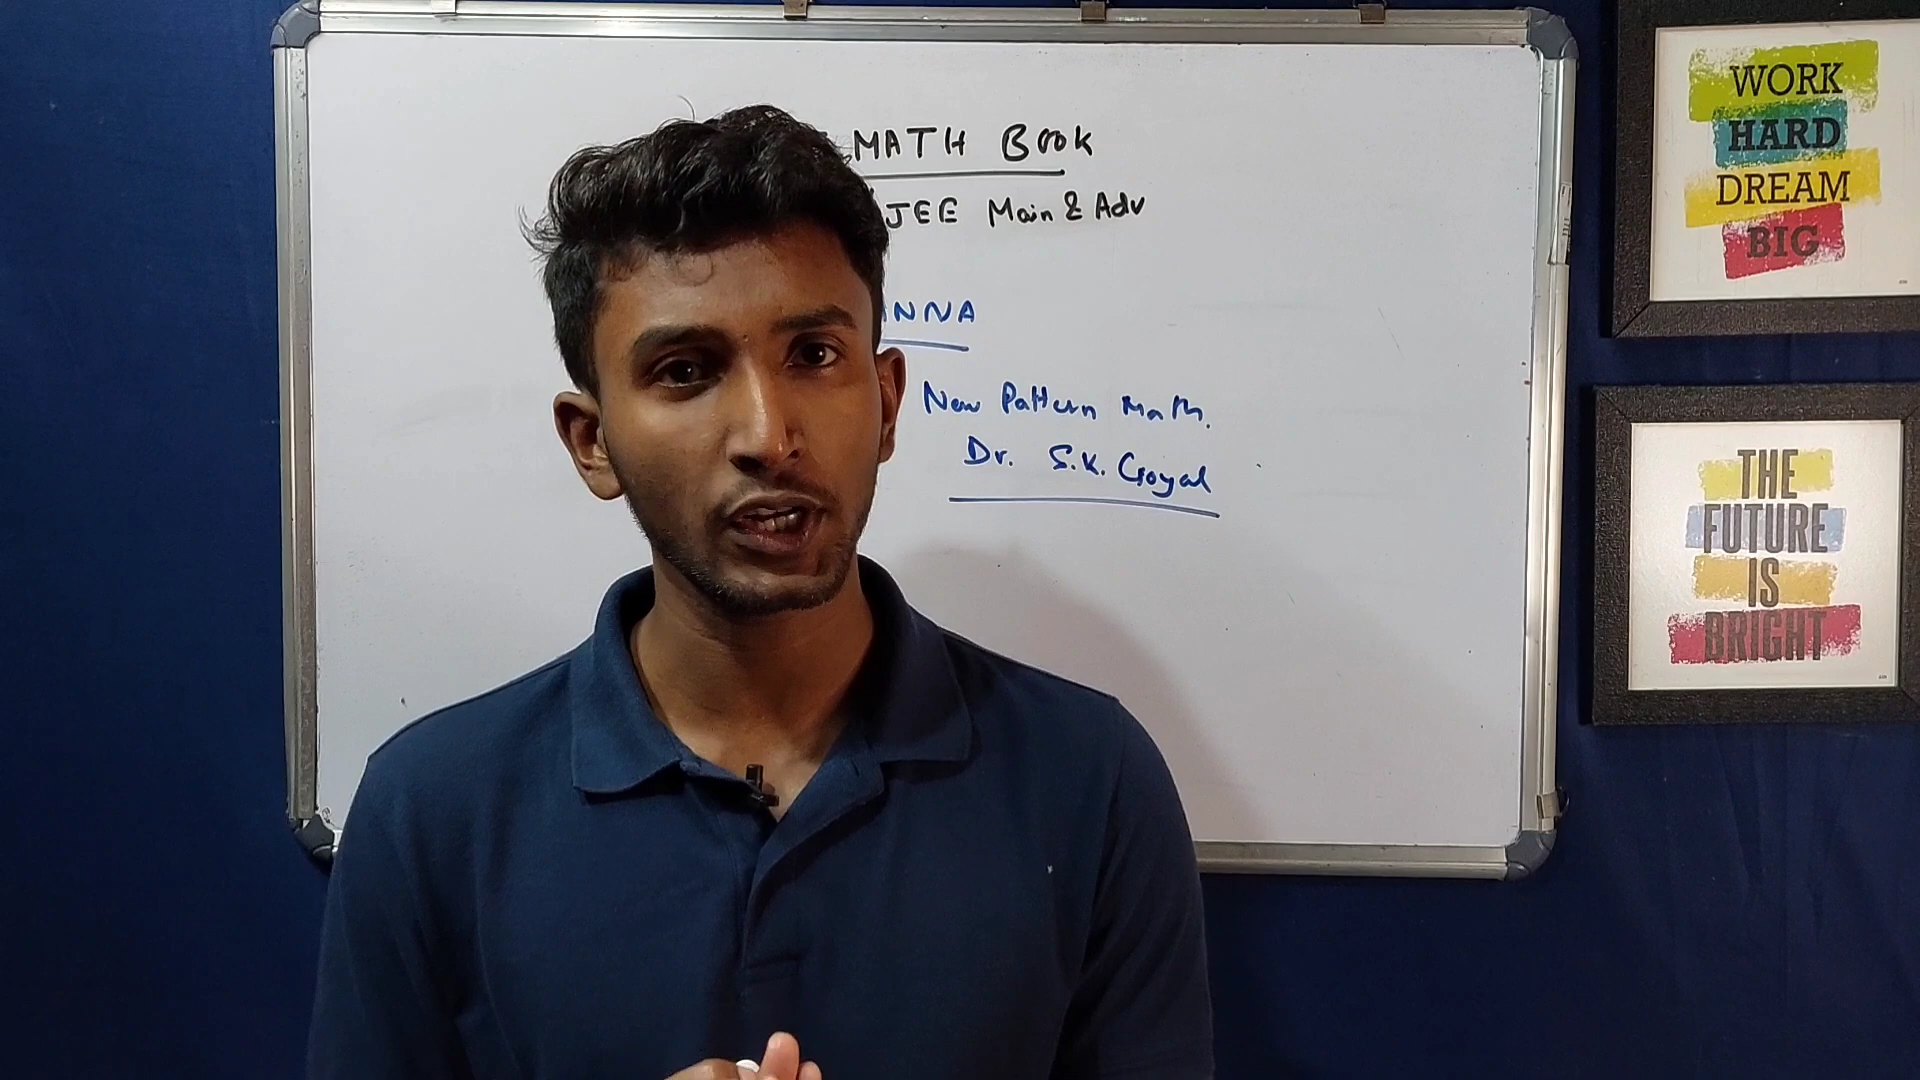 MATH Book
JEE Main & Adv
NNA
New Pattern Math.
Dr. S.K. Goyal
WORK
HARD
DREAM
BIG
THE
FUTURE
IS
BRIGHT